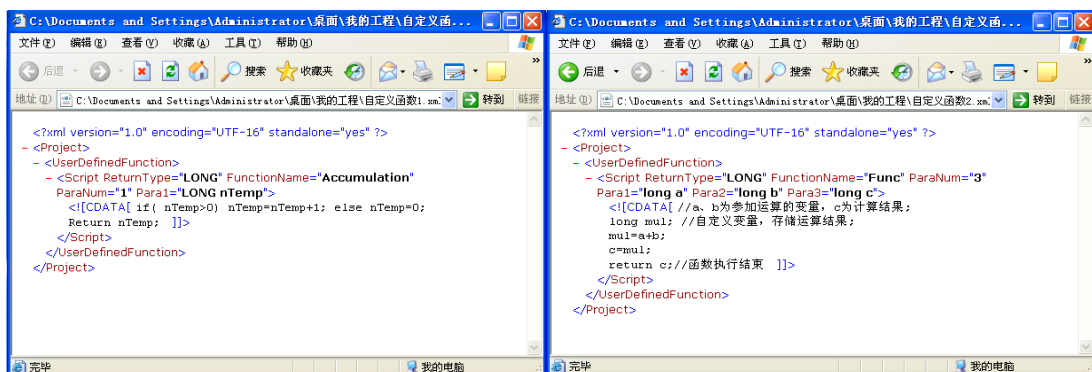 C:\Documents and Settings\Administrator\桌面\我的工程\自定义函...
文件(F) 编辑(E) 查看(V) 收藏(A) 工具(T) 帮助(H)
后退 搜索 收藏夹
地址(D) C:\Documents and Settings\Administrator\桌面\我的工程\自定义函数1.xml 转到 链接
<?xml version="1.0" encoding="UTF-16" standalone="yes" ?>
- <Project>
- <UserDefinedFunction>
- <Script ReturnType="LONG" FunctionName="Accumulation"
ParaNum="1" Para1="LONG nTemp">
<![CDATA[ if( nTemp>0) nTemp=nTemp+1; else nTemp=0;
Return nTemp; ]]>
</Script>
</UserDefinedFunction>
</Project>
完毕 我的电脑
C:\Documents and Settings\Administrator\桌面\我的工程\自定义函...
文件(F) 编辑(E) 查看(V) 收藏(A) 工具(T) 帮助(H)
后退 搜索 收藏夹
地址(D) C:\Documents and Settings\Administrator\桌面\我的工程\自定义函数2.xml 转到 链接
<?xml version="1.0" encoding="UTF-16" standalone="yes" ?>
- <Project>
- <UserDefinedFunction>
- <Script ReturnType="LONG" FunctionName="Func" ParaNum="3"
Para1="long a" Para2="long b" Para3="long c">
<![CDATA[ //a、b为参加运算的变量，c为计算结果;
long mul; //自定义变量，存储运算结果;
mul=a+b;
c=mul;
return c;//函数执行结束 ]]>
</Script>
</UserDefinedFunction>
</Project>
完毕 我的电脑